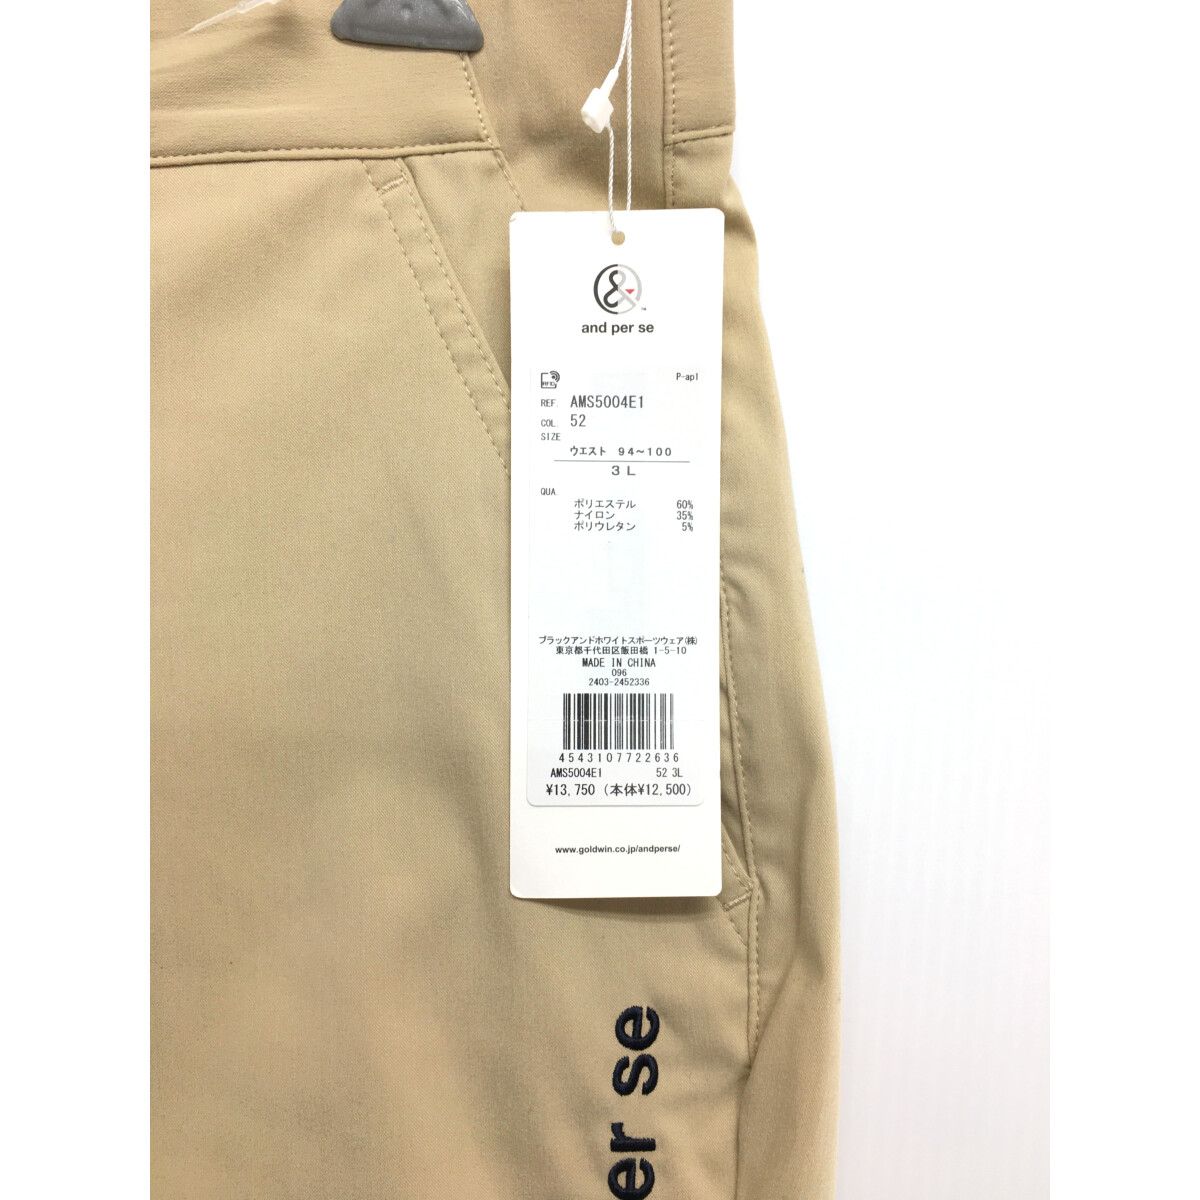 and per se
RFID
P-apl
REF. AMS5004E1
COL. 52
SIZE
ウエスト 94～100
3L
QUA.
ポリエステル 60%
ナイロン 35%
ポリウレタン 5%
ブラックアンドホワイトスポーツウェア(株)
東京都千代田区飯田橋 1-5-10
MADE IN CHINA
096
2403-2452336
4543107722636
AMS5004E1 52 3L
¥13,750 (本体¥12,500)
www.goldwin.co.jp/andperse/
er se